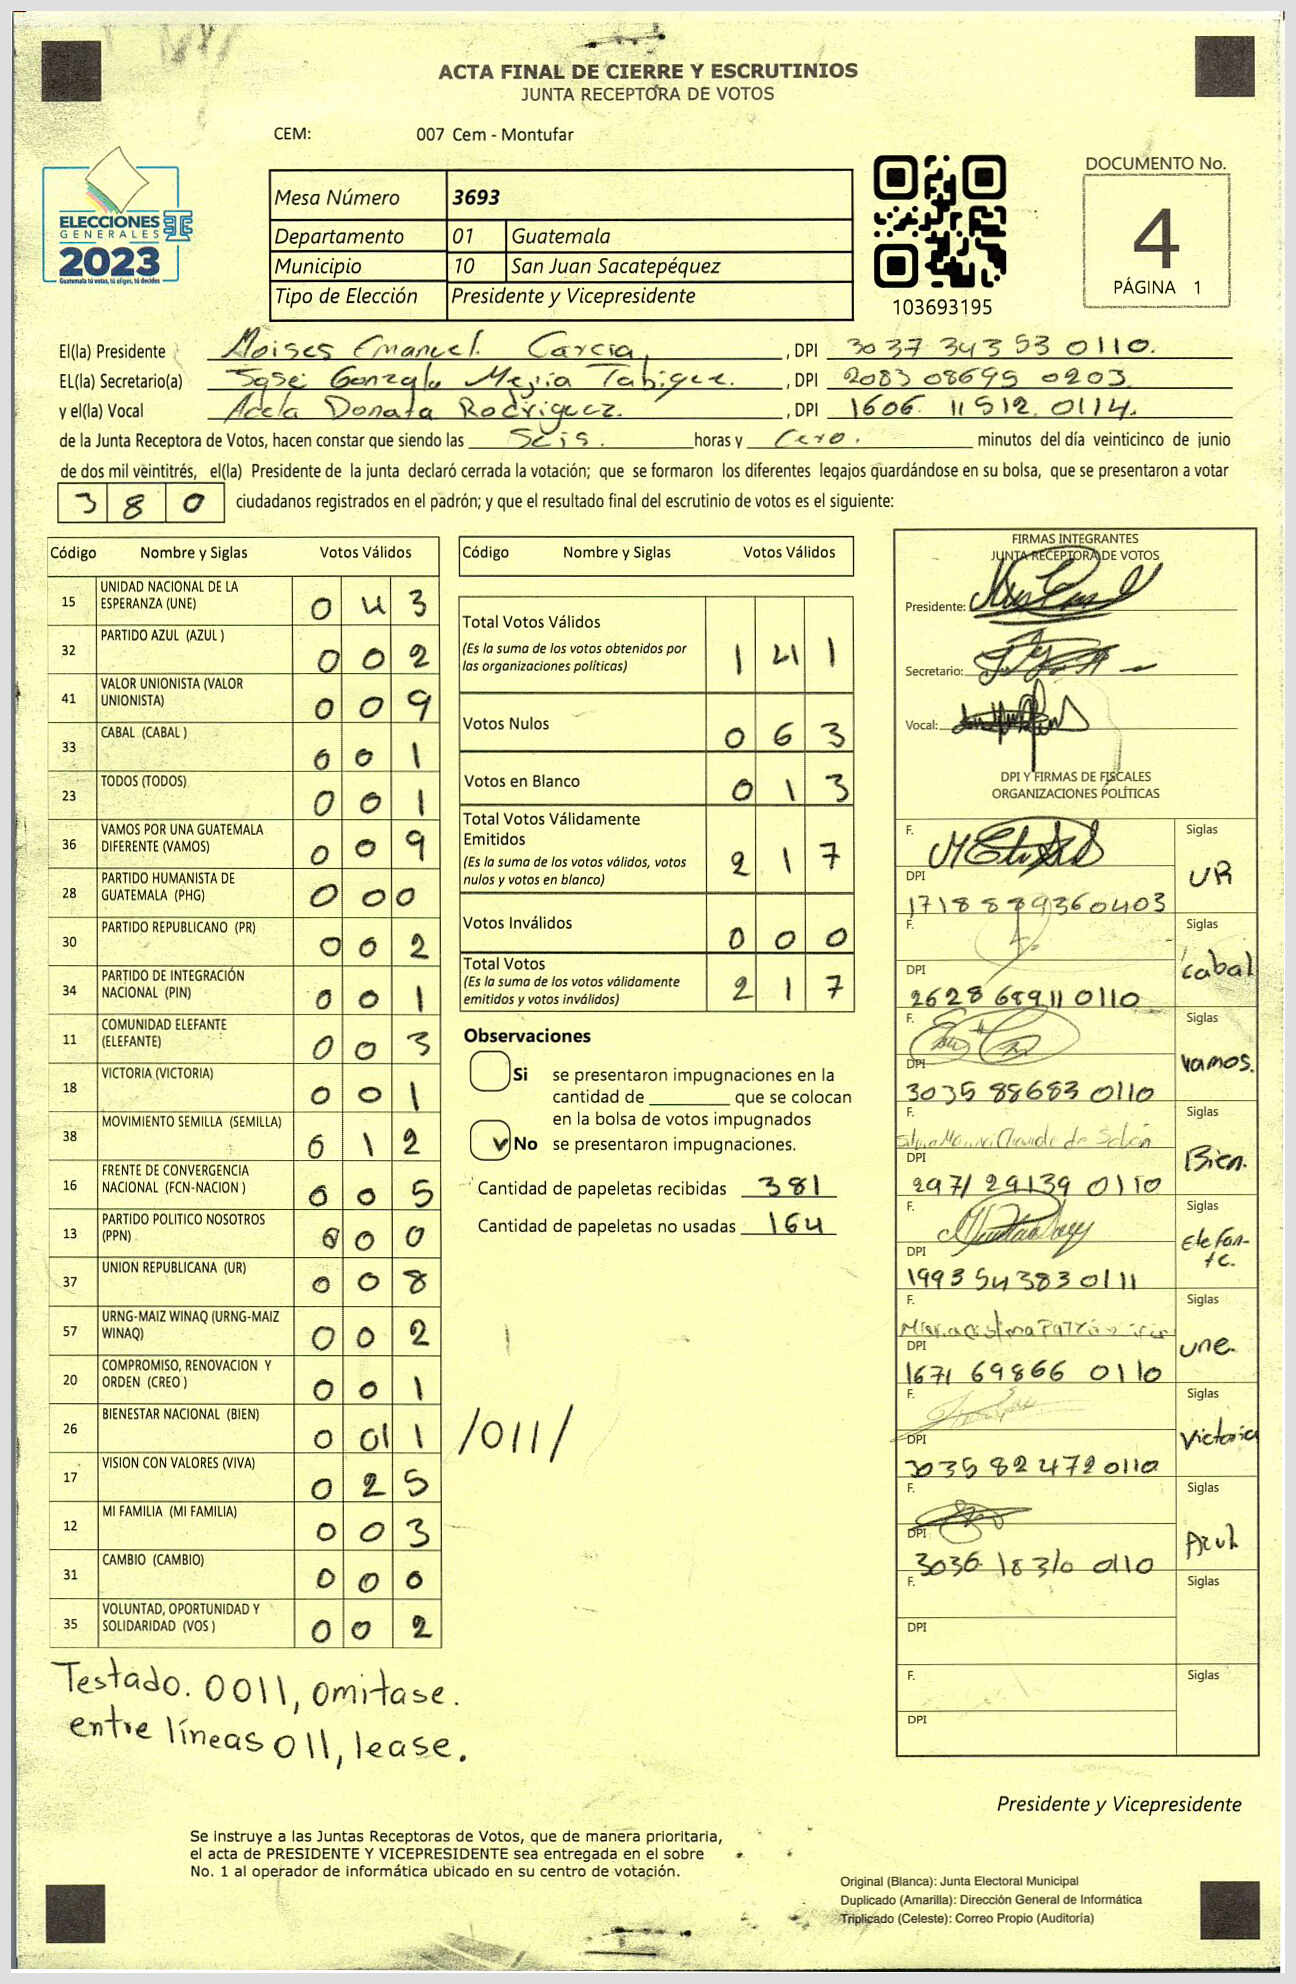 ACTA FINAL DE CIERRE Y ESCRUTINIOS
JUNTA RECEPTORA DE VOTOS
CEM: 007 Cem - Montufar
ELECCIONES
GENERALES
2023
Guatemala tú votas, tú eliges, tú decides
Mesa Número 3693
Departamento 01 Guatemala
Municipio 10 San Juan Sacatepéquez
Tipo de Elección Presidente y Vicepresidente
103693195
DOCUMENTO No.
4
PÁGINA 1
El(la) Presidente Moises Emanuel Garcia, , DPI 3037 34353 0110.
EL(la) Secretario(a) Jose Gonzalo Mejia Tabique. , DPI 2083 08695 0203
y el(la) Vocal Adela Donata Rodriguez. , DPI 1606 11512 0114.
de la Junta Receptora de Votos, hacen constar que siendo las Seis. horas y Cero. minutos del día veinticinco de junio
de dos mil veintitrés, el(la) Presidente de la junta declaró cerrada la votación; que se formaron los diferentes legajos guardándose en su bolsa, que se presentaron a votar
380 ciudadanos registrados en el padrón; y que el resultado final del escrutinio de votos es el siguiente:
Código Nombre y Siglas Votos Válidos
15 UNIDAD NACIONAL DE LA ESPERANZA (UNE) 0 4 3
32 PARTIDO AZUL (AZUL ) 0 0 2
41 VALOR UNIONISTA (VALOR UNIONISTA) 0 0 9
33 CABAL (CABAL ) 0 0 1
23 TODOS (TODOS) 0 0 1
36 VAMOS POR UNA GUATEMALA DIFERENTE (VAMOS) 0 0 9
28 PARTIDO HUMANISTA DE GUATEMALA (PHG) 0 0 0
30 PARTIDO REPUBLICANO (PR) 0 0 2
34 PARTIDO DE INTEGRACIÓN NACIONAL (PIN) 0 0 1
11 COMUNIDAD ELEFANTE (ELEFANTE) 0 0 3
18 VICTORIA (VICTORIA) 0 0 1
38 MOVIMIENTO SEMILLA (SEMILLA) 0 1 2
16 FRENTE DE CONVERGENCIA NACIONAL (FCN-NACION ) 0 0 5
13 PARTIDO POLITICO NOSOTROS (PPN) 0 0 0
37 UNION REPUBLICANA (UR) 0 0 8
57 URNG-MAIZ WINAQ (URNG-MAIZ WINAQ) 0 0 2
20 COMPROMISO, RENOVACION Y ORDEN (CREO ) 0 0 1
26 BIENESTAR NACIONAL (BIEN) 0 01 1 /011/
17 VISION CON VALORES (VIVA) 0 2 5
12 MI FAMILIA (MI FAMILIA) 0 0 3
31 CAMBIO (CAMBIO) 0 0 0
35 VOLUNTAD, OPORTUNIDAD Y SOLIDARIDAD (VOS ) 0 0 2
Testado. 0011, omitase.
entre líneas 011, lease.
Código Nombre y Siglas Votos Válidos
Total Votos Válidos 1 4 1
(Es la suma de los votos obtenidos por
las organizaciones políticas)
Votos Nulos 0 6 3
Votos en Blanco 0 1 3
Total Votos Válidamente
Emitidos 2 1 7
(Es la suma de los votos válidos, votos
nulos y votos en blanco)
Votos Inválidos 0 0 0
Total Votos 2 1 7
(Es la suma de los votos válidamente
emitidos y votos inválidos)
Observaciones
Si se presentaron impugnaciones en la
cantidad de ________ que se colocan
en la bolsa de votos impugnados
No se presentaron impugnaciones.
Cantidad de papeletas recibidas 381
Cantidad de papeletas no usadas 164
FIRMAS INTEGRANTES
JUNTA RECEPTORA DE VOTOS
Presidente:
Secretario:
Vocal:
DPI Y FIRMAS DE FISCALES
ORGANIZACIONES POLÍTICAS
F. Siglas
DPI UR
1718 889360403
F. Siglas
DPI Cabal
2628 68911 0110
F. Siglas
DPI Vamos.
3035 88683 0110
F. Siglas
DPI Bien.
2971 29139 0110
F. Siglas
DPI Elefan-
te.
1993 54383 0111
F. Siglas
DPI une.
1671 69866 0110
F. Siglas
DPI Victoria
3035 82472 0110
F. Siglas
DPI Azul
3036 18310 0110
F. Siglas
DPI
F. Siglas
DPI
Presidente y Vicepresidente
Se instruye a las Juntas Receptoras de Votos, que de manera prioritaria,
el acta de PRESIDENTE Y VICEPRESIDENTE sea entregada en el sobre
No. 1 al operador de informática ubicado en su centro de votación.
Original (Blanca): Junta Electoral Municipal
Duplicado (Amarilla): Dirección General de Informática
Triplicado (Celeste): Correo Propio (Auditoría)